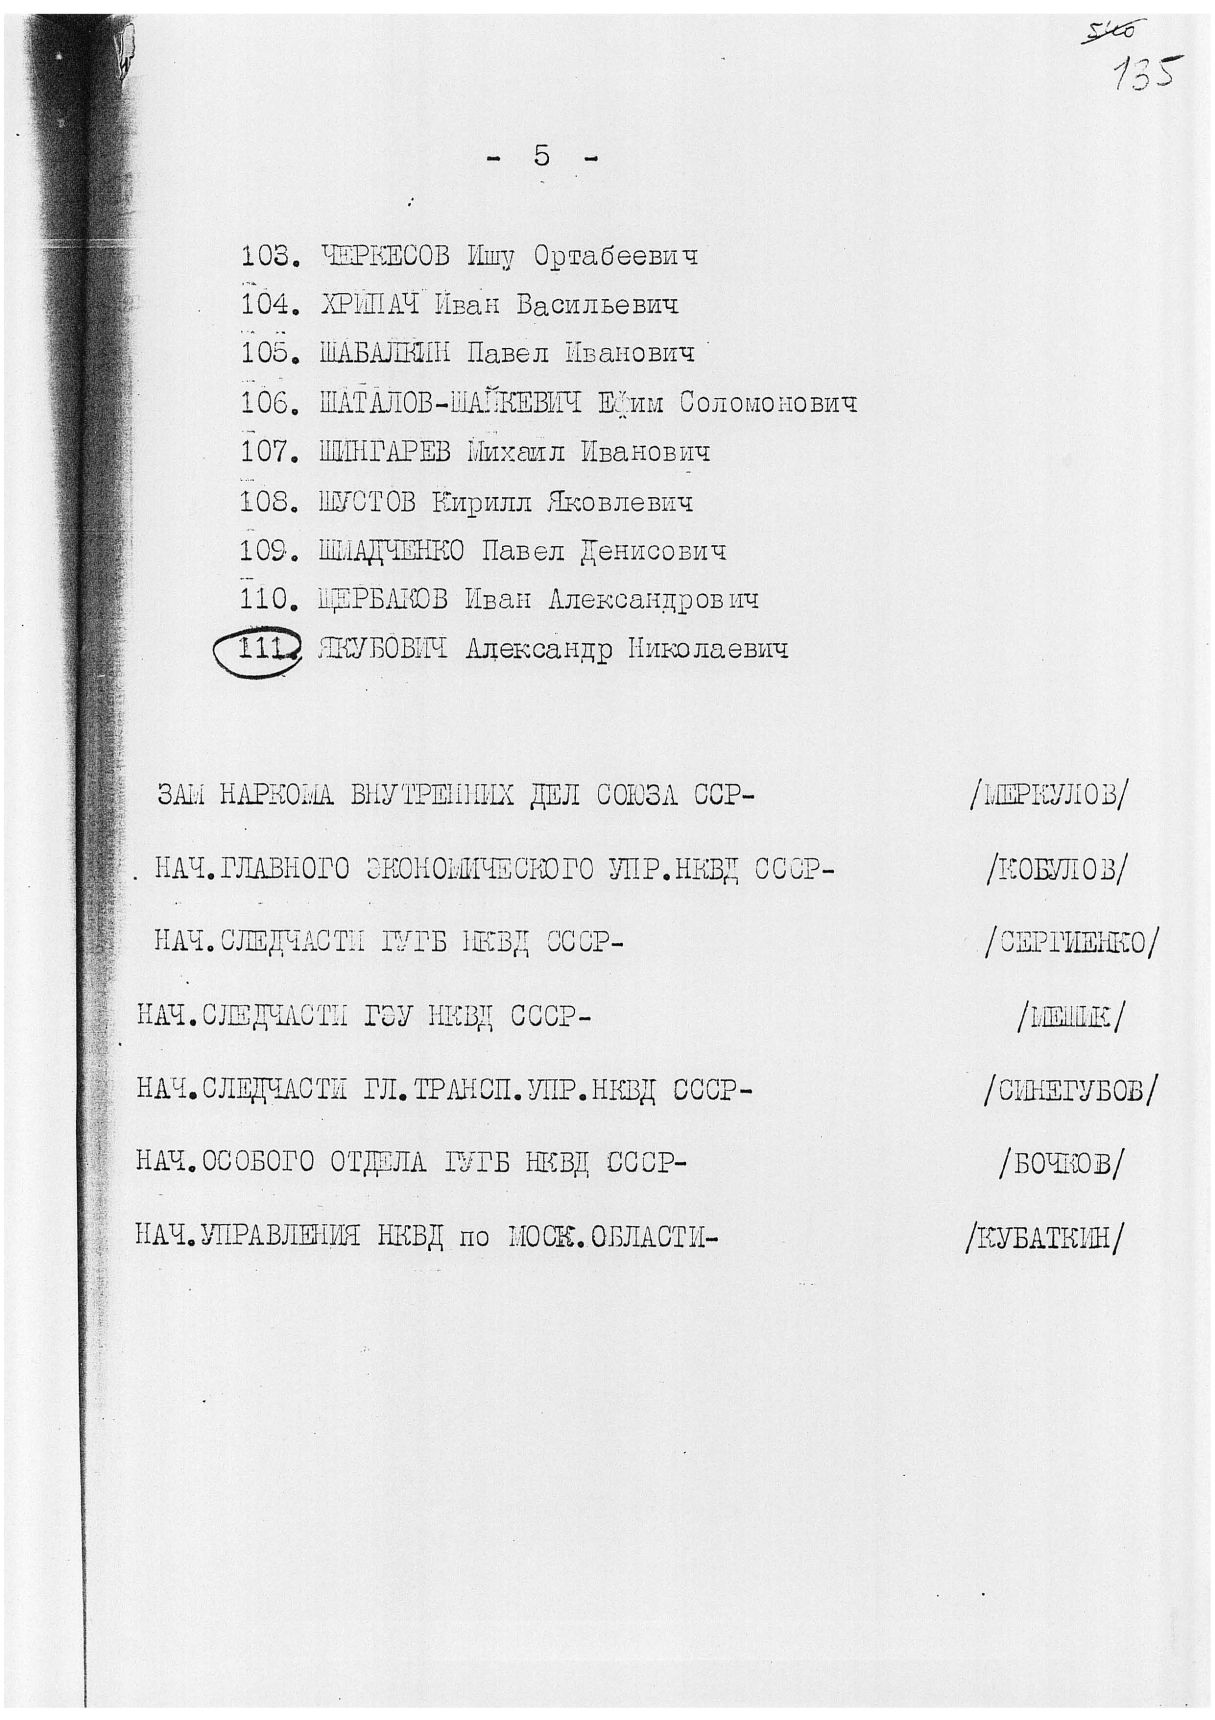 135
- 5 -
103. ЧЕРКЕСОВ Ишу Ортабеевич
104. ХРИПАЧ Иван Васильевич
105. ШАБАЛКИН Павел Иванович
106. ШАТАЛОВ-ШАЙКЕВИЧ Ефим Соломонович
107. ШИНГАРЕВ Михаил Иванович
108. ШУСТОВ Кирилл Яковлевич
109. ШМАДЧЕНКО Павел Денисович
110. ЩЕРБАКОВ Иван Александрович
111. ЯКУБОВИЧ Александр Николаевич
ЗАМ НАРКОМА ВНУТРЕННИХ ДЕЛ СОЮЗА ССР- /МЕРКУЛОВ/
НАЧ.ГЛАВНОГО ЭКОНОМИЧЕСКОГО УПР.НКВД СССР- /КОБУЛОВ/
НАЧ.СЛЕДЧАСТИ ГУГБ НКВД СССР- /СЕРГИЕНКО/
НАЧ.СЛЕДЧАСТИ ГЭУ НКВД СССР- /МЕШИК/
НАЧ.СЛЕДЧАСТИ ГЛ.ТРАНСП.УПР.НКВД СССР- /СИНЕГУБОВ/
НАЧ.ОСОБОГО ОТДЕЛА ГУГБ НКВД СССР- /БОЧКОВ/
НАЧ.УПРАВЛЕНИЯ НКВД по МОСК.ОБЛАСТИ- /КУБАТКИН/